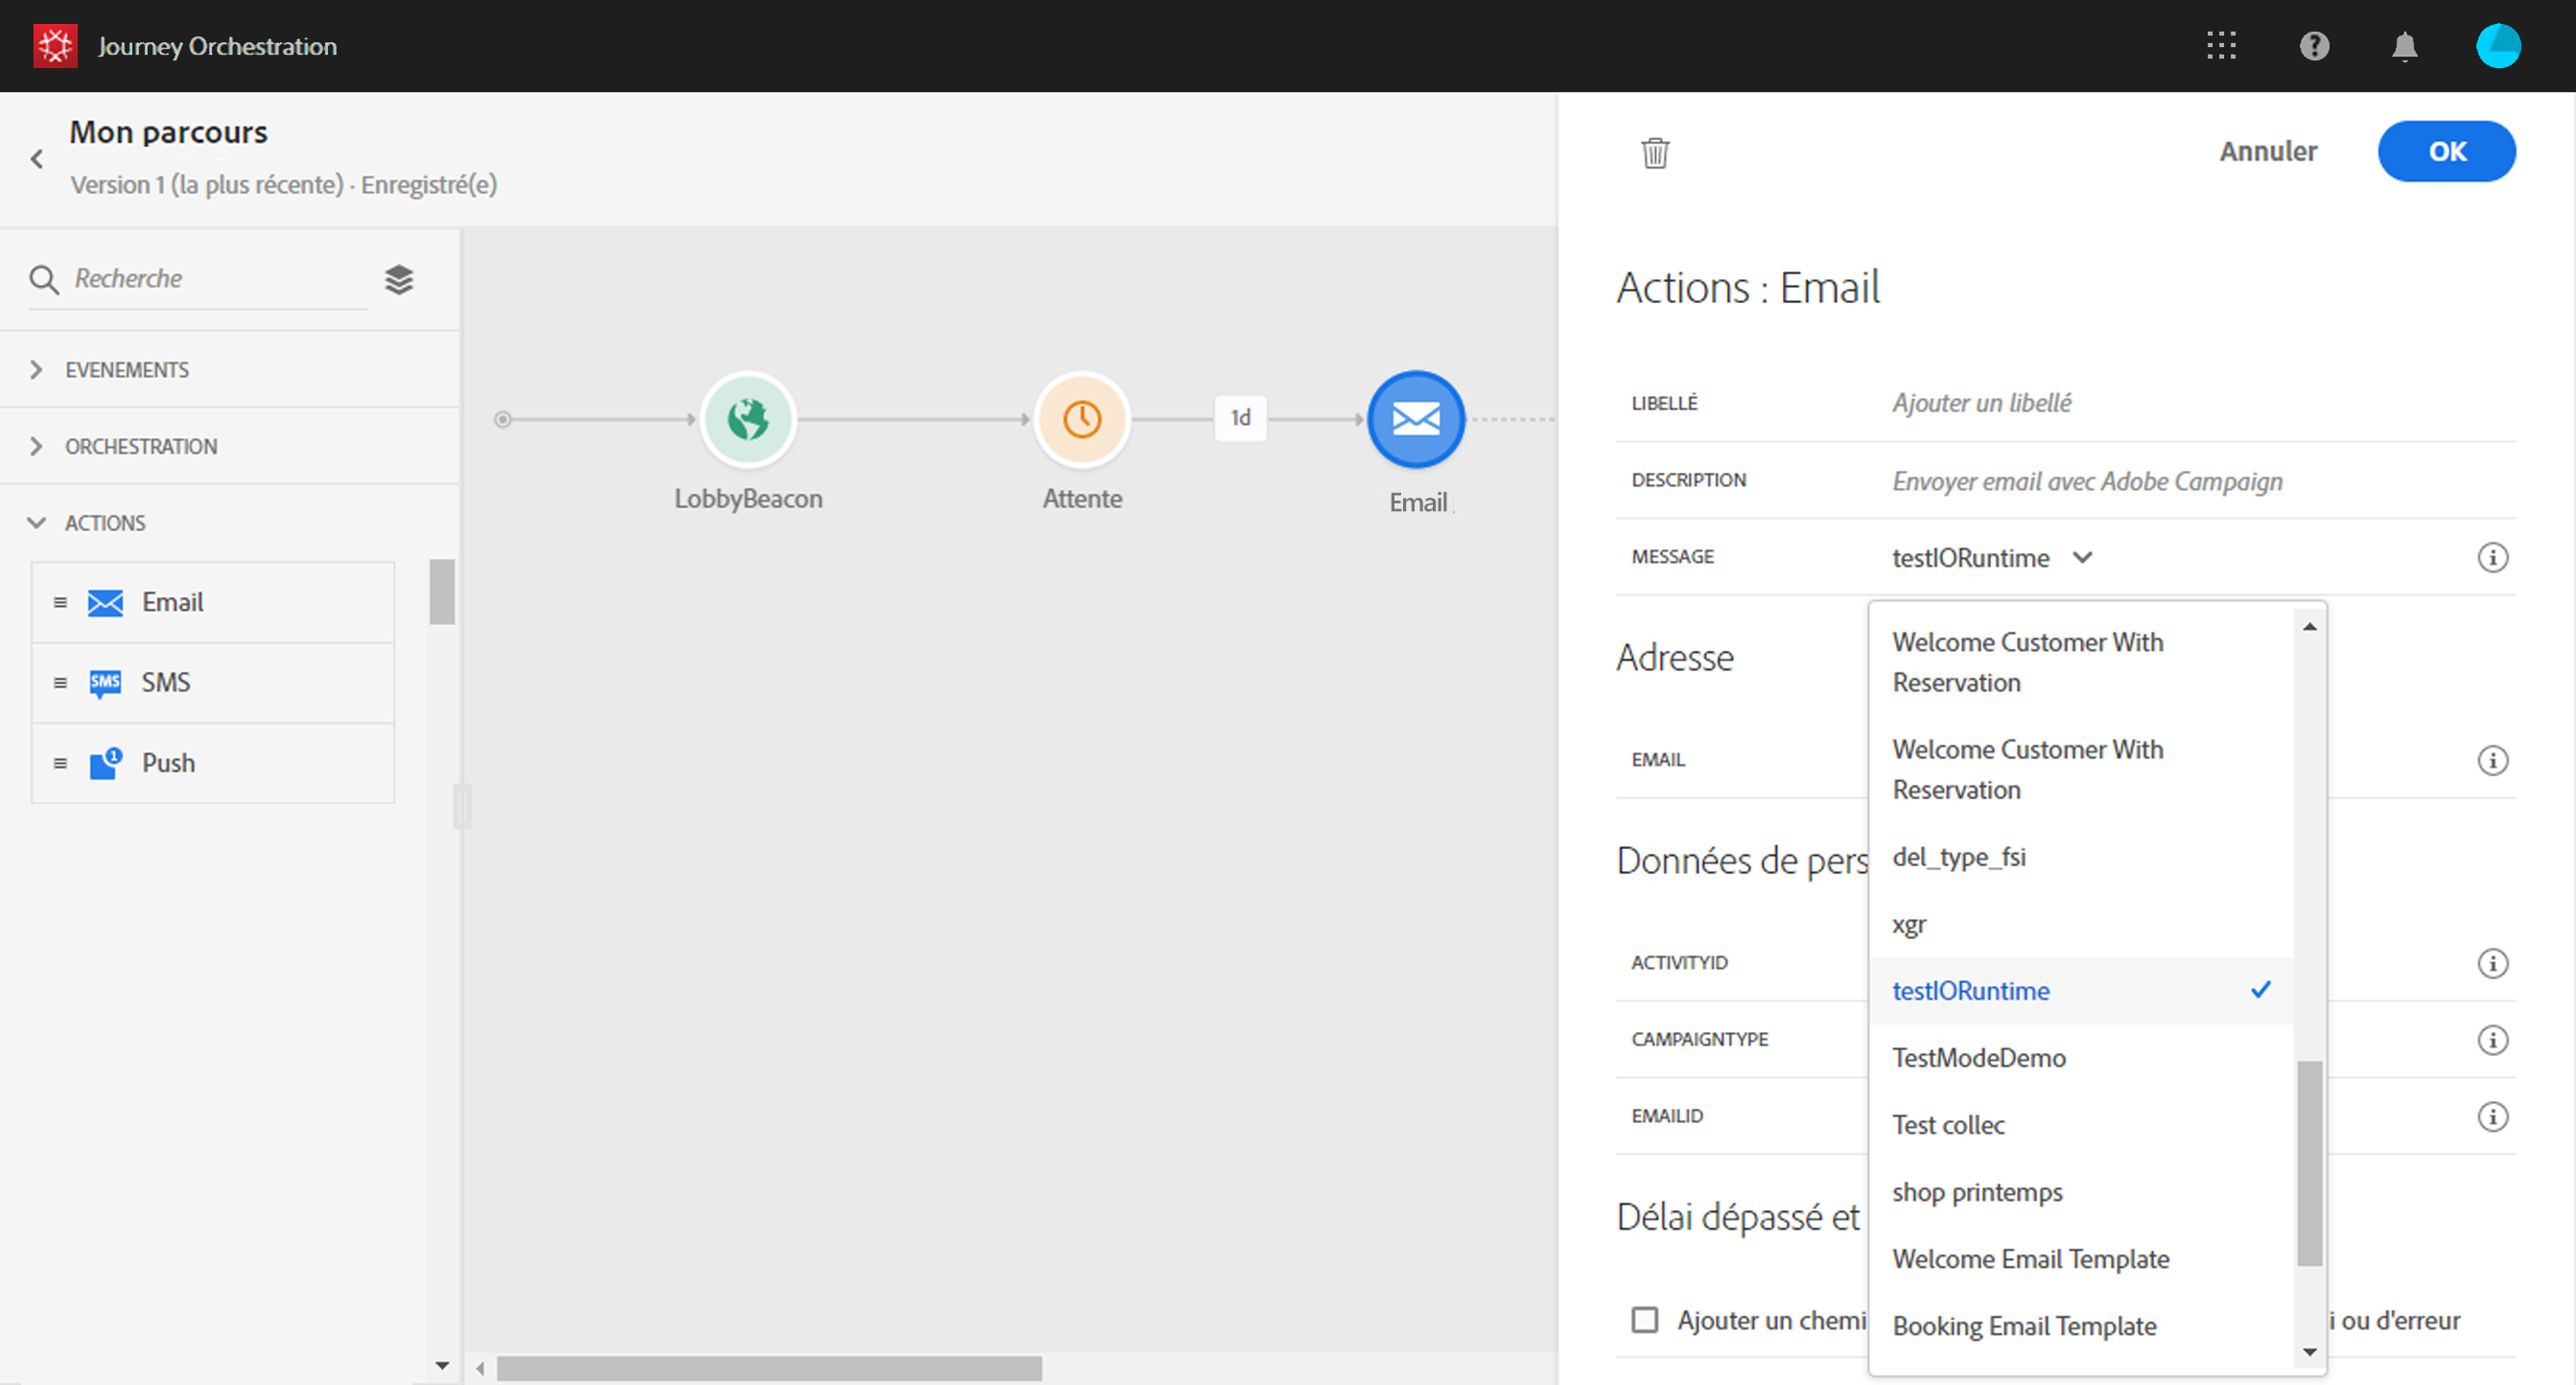 Journey Orchestration
Mon parcours
Version 1 (la plus récente) · Enregistré(e)
Annuler
OK
Recherche
EVENEMENTS
ORCHESTRATION
ACTIONS
Email
SMS
SMS
1
Push
LobbyBeacon
Attente
1d
Email
Actions : Email
LIBELLÉ
Ajouter un libellé
DESCRIPTION
Envoyer email avec Adobe Campaign
MESSAGE
testIORuntime
Adresse
EMAIL
Données de pers
ACTIVITYID
CAMPAIGNTYPE
EMAILID
Délai dépassé et
Ajouter un chemi
i ou d'erreur
Welcome Customer With
Reservation
Welcome Customer With
Reservation
del_type_fsi
xgr
testIORuntime
TestModeDemo
Test collec
shop printemps
Welcome Email Template
Booking Email Template